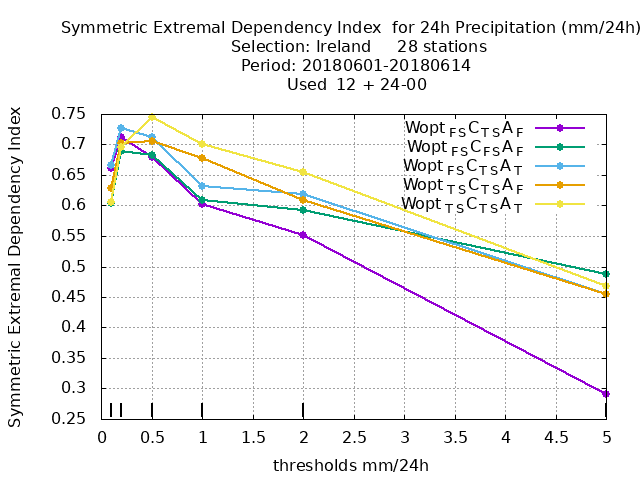 Symmetric Extremal Dependency Index  for 24h Precipitation (mm/24h)
Selection: Ireland     28 stations
Period: 20180601-20180614
Used  12 + 24-00
Symmetric Extremal Dependency Index
0.75
0.7
0.65
0.6
0.55
0.5
0.45
0.4
0.35
0.3
0.25
Wopt FS C TS A F
Wopt FS C FS A F
Wopt FS C TS A T
Wopt TS C TS A F
Wopt TS C TS A T
0 0.5 1 1.5 2 2.5 3 3.5 4 4.5 5
thresholds mm/24h